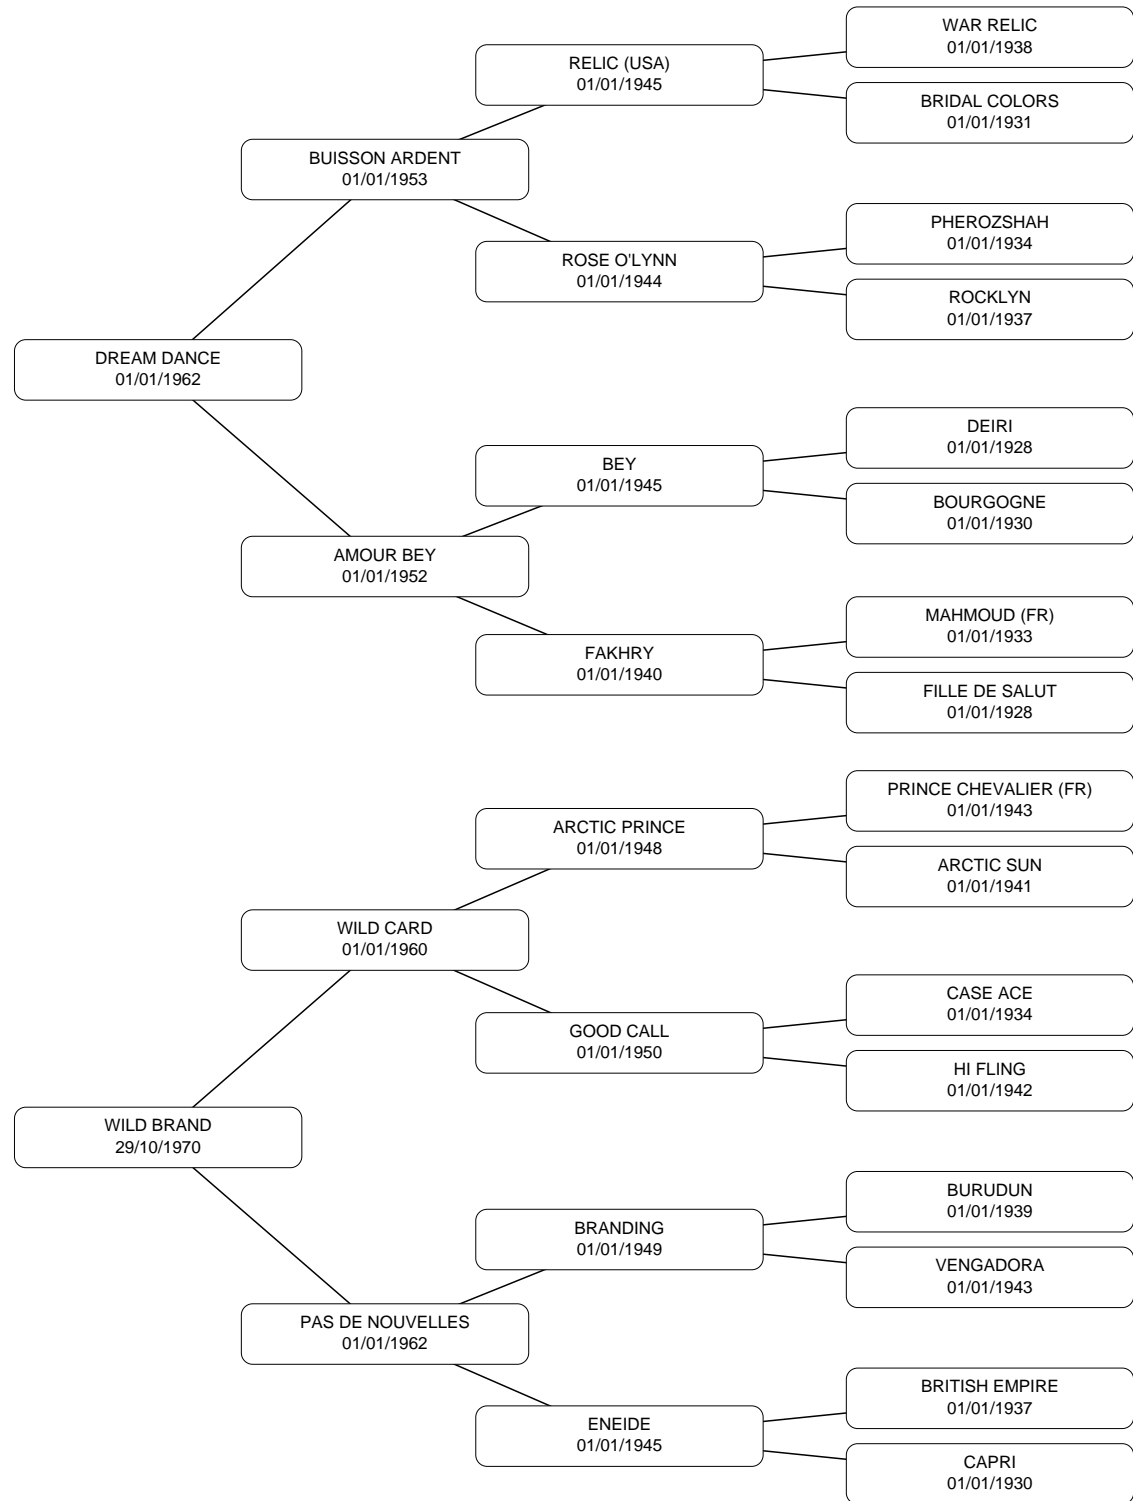 WAR RELIC
01/01/1938
RELIC (USA)
01/01/1945
BRIDAL COLORS
01/01/1931
BUISSON ARDENT
01/01/1953
PHEROZSHAH
01/01/1934
ROSE O'LYNN
01/01/1944
ROCKLYN
01/01/1937
DREAM DANCE
01/01/1962
DEIRI
01/01/1928
BEY
01/01/1945
BOURGOGNE
01/01/1930
AMOUR BEY
01/01/1952
MAHMOUD (FR)
01/01/1933
FAKHRY
01/01/1940
FILLE DE SALUT
01/01/1928
PRINCE CHEVALIER (FR)
01/01/1943
ARCTIC PRINCE
01/01/1948
ARCTIC SUN
01/01/1941
WILD CARD
01/01/1960
CASE ACE
01/01/1934
GOOD CALL
01/01/1950
HI FLING
01/01/1942
WILD BRAND
29/10/1970
BURUDUN
01/01/1939
BRANDING
01/01/1949
VENGADORA
01/01/1943
PAS DE NOUVELLES
01/01/1962
BRITISH EMPIRE
01/01/1937
ENEIDE
01/01/1945
CAPRI
01/01/1930